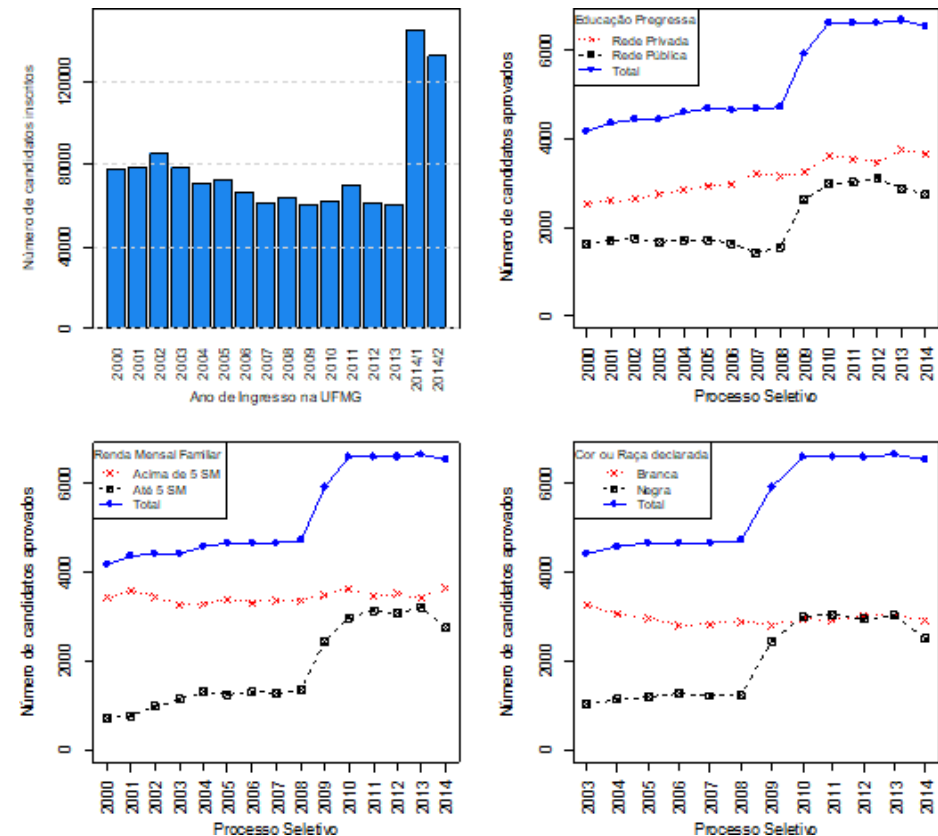 Número de candidatos inscritos
0 40000 80000 120000
2000 2001 2002 2003 2004 2005 2006 2007 2008 2009 2010 2011 2012 2013 2014/1 2014/2
Ano de Ingresso na UFMG
Educação Pregressa
Rede Privada
Rede Pública
Total
Número de candidatos aprovados
0 2000 4000 6000
2000 2001 2002 2003 2004 2005 2006 2007 2008 2009 2010 2011 2012 2013 2014
Processo Seletivo
Renda Mensal Familiar
Acima de 5 SM
Até 5 SM
Total
Número de candidatos aprovados
0 2000 4000 6000
2000 2001 2002 2003 2004 2005 2006 2007 2008 2009 2010 2011 2012 2013 2014
Processo Seletivo
Cor ou Raça declarada
Branca
Negra
Total
Número de candidatos aprovados
0 2000 4000 6000
2003 2004 2005 2006 2007 2008 2009 2010 2011 2012 2013 2014
Processo Seletivo